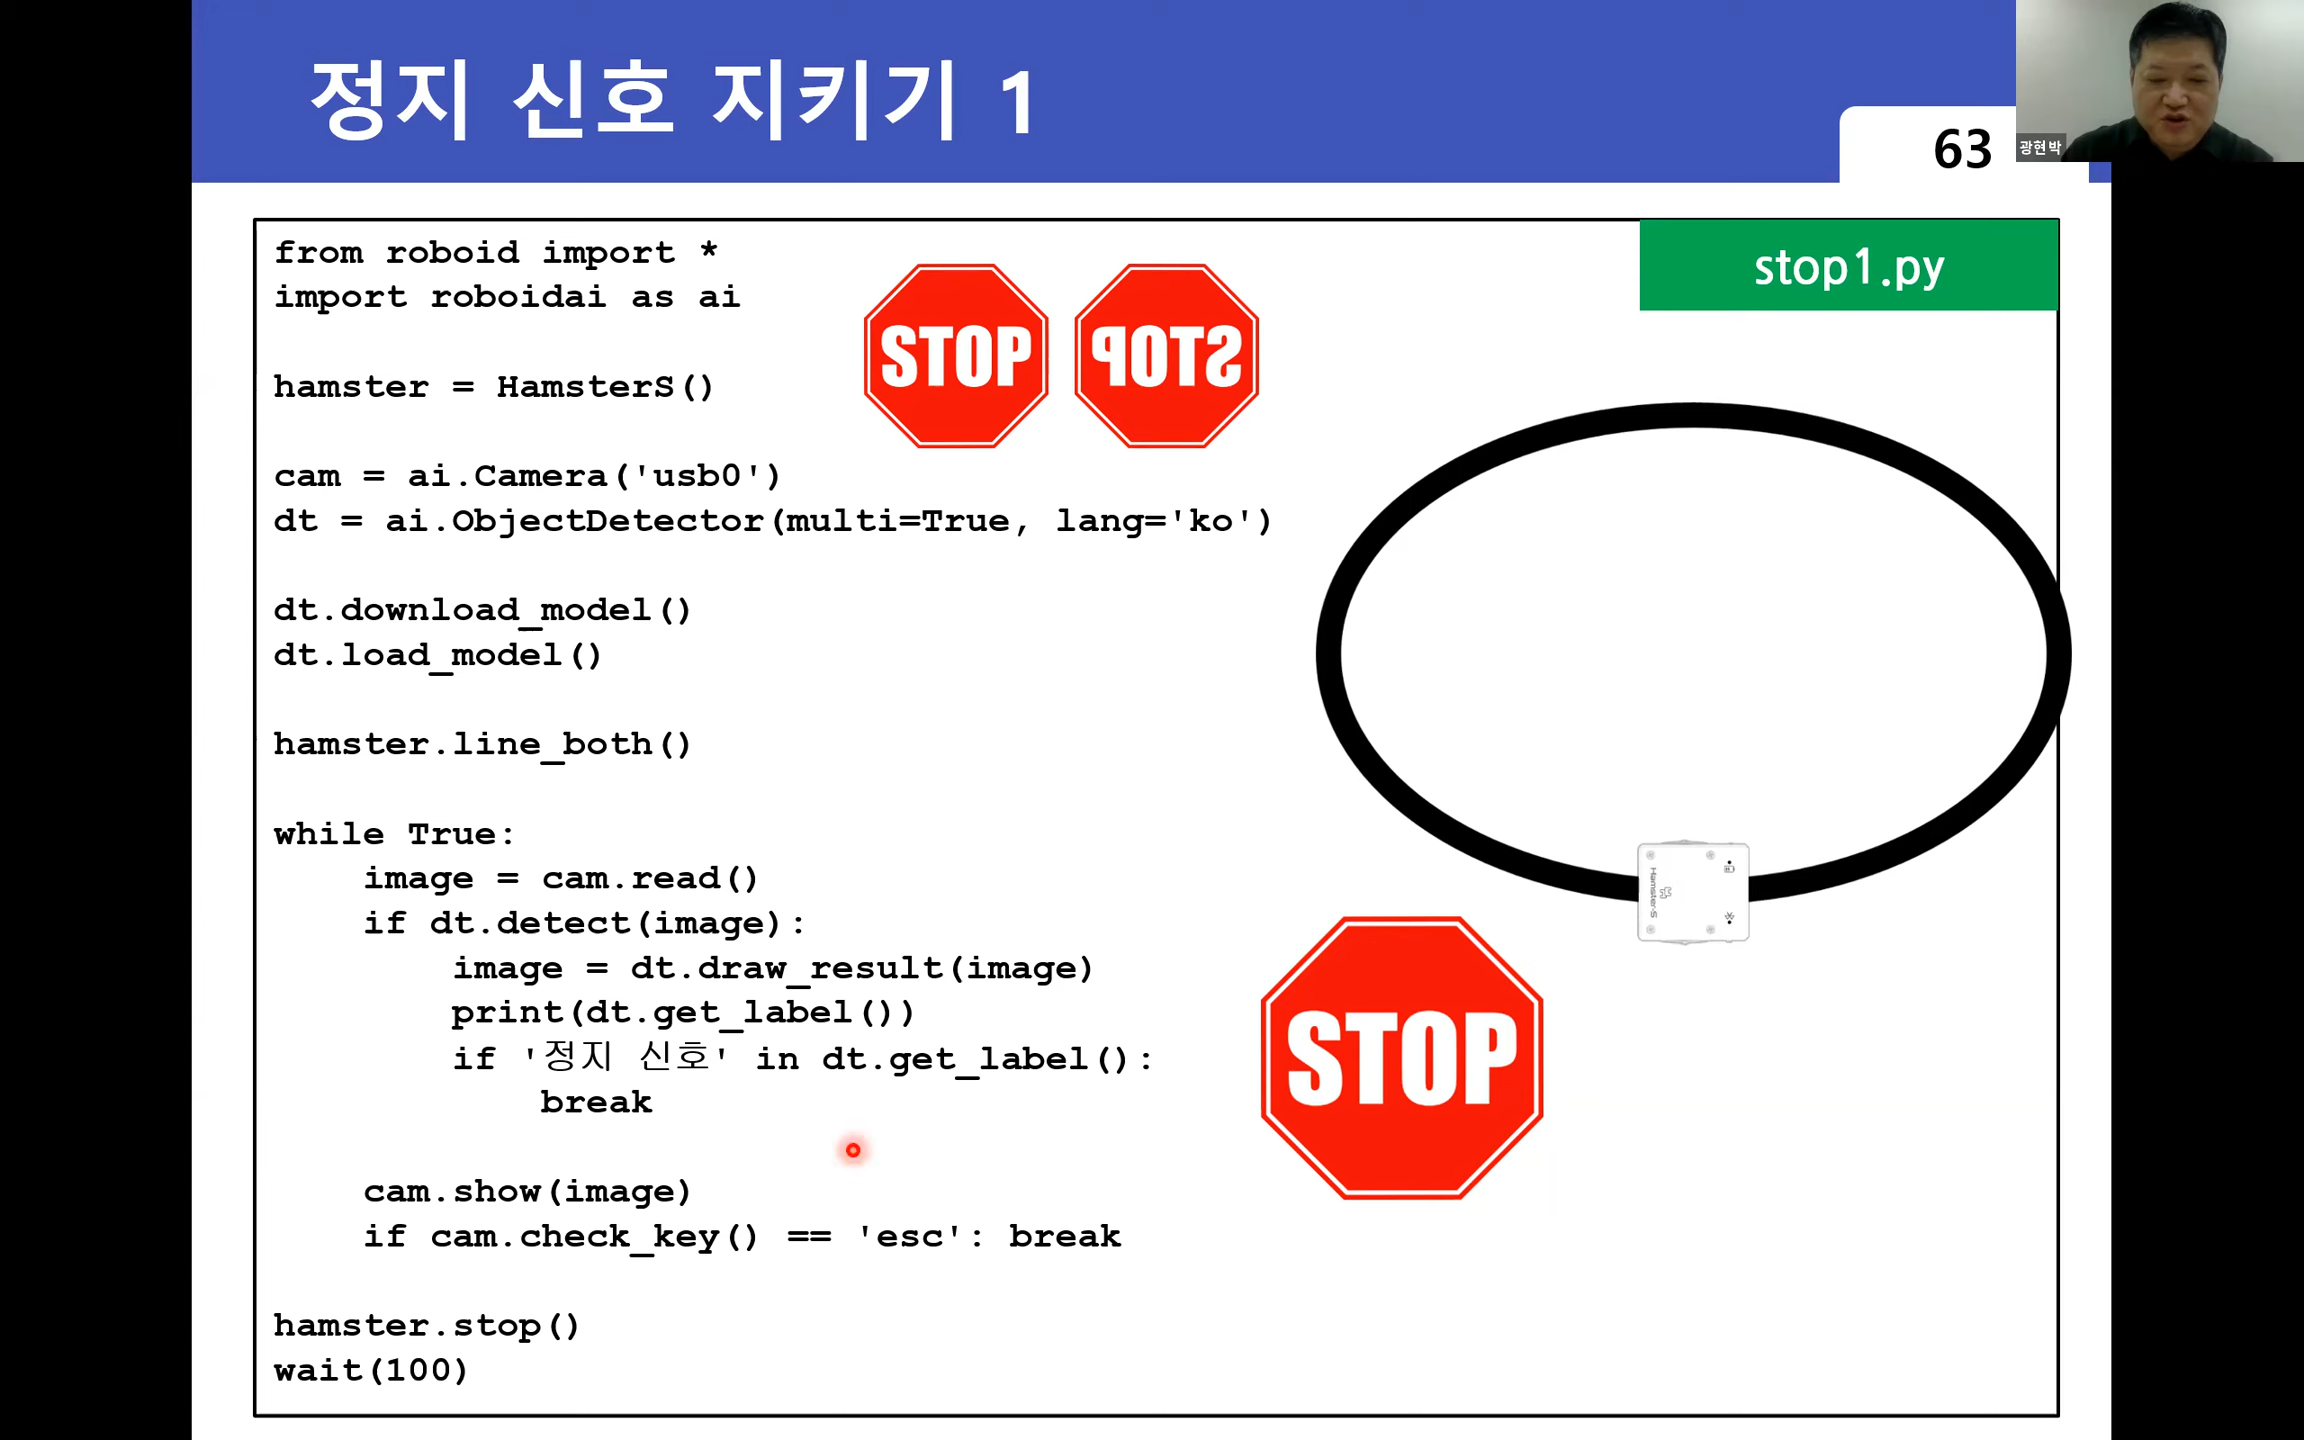 정지 신호 지키기 1
63
광현박
stop1.py
from roboid import *
import roboidai as ai
STOP
STOP
hamster = HamsterS()
cam = ai.Camera('usb0')
dt = ai.ObjectDetector(multi=True, lang='ko')
dt.download_model()
dt.load_model()
hamster.line_both()
while True:
    image = cam.read()
    if dt.detect(image):
        image = dt.draw_result(image)
        print(dt.get_label())
        if '정지 신호' in dt.get_label():
            break
    cam.show(image)
    if cam.check_key() == 'esc': break
hamster.stop()
wait(100)
Hamster-S
STOP